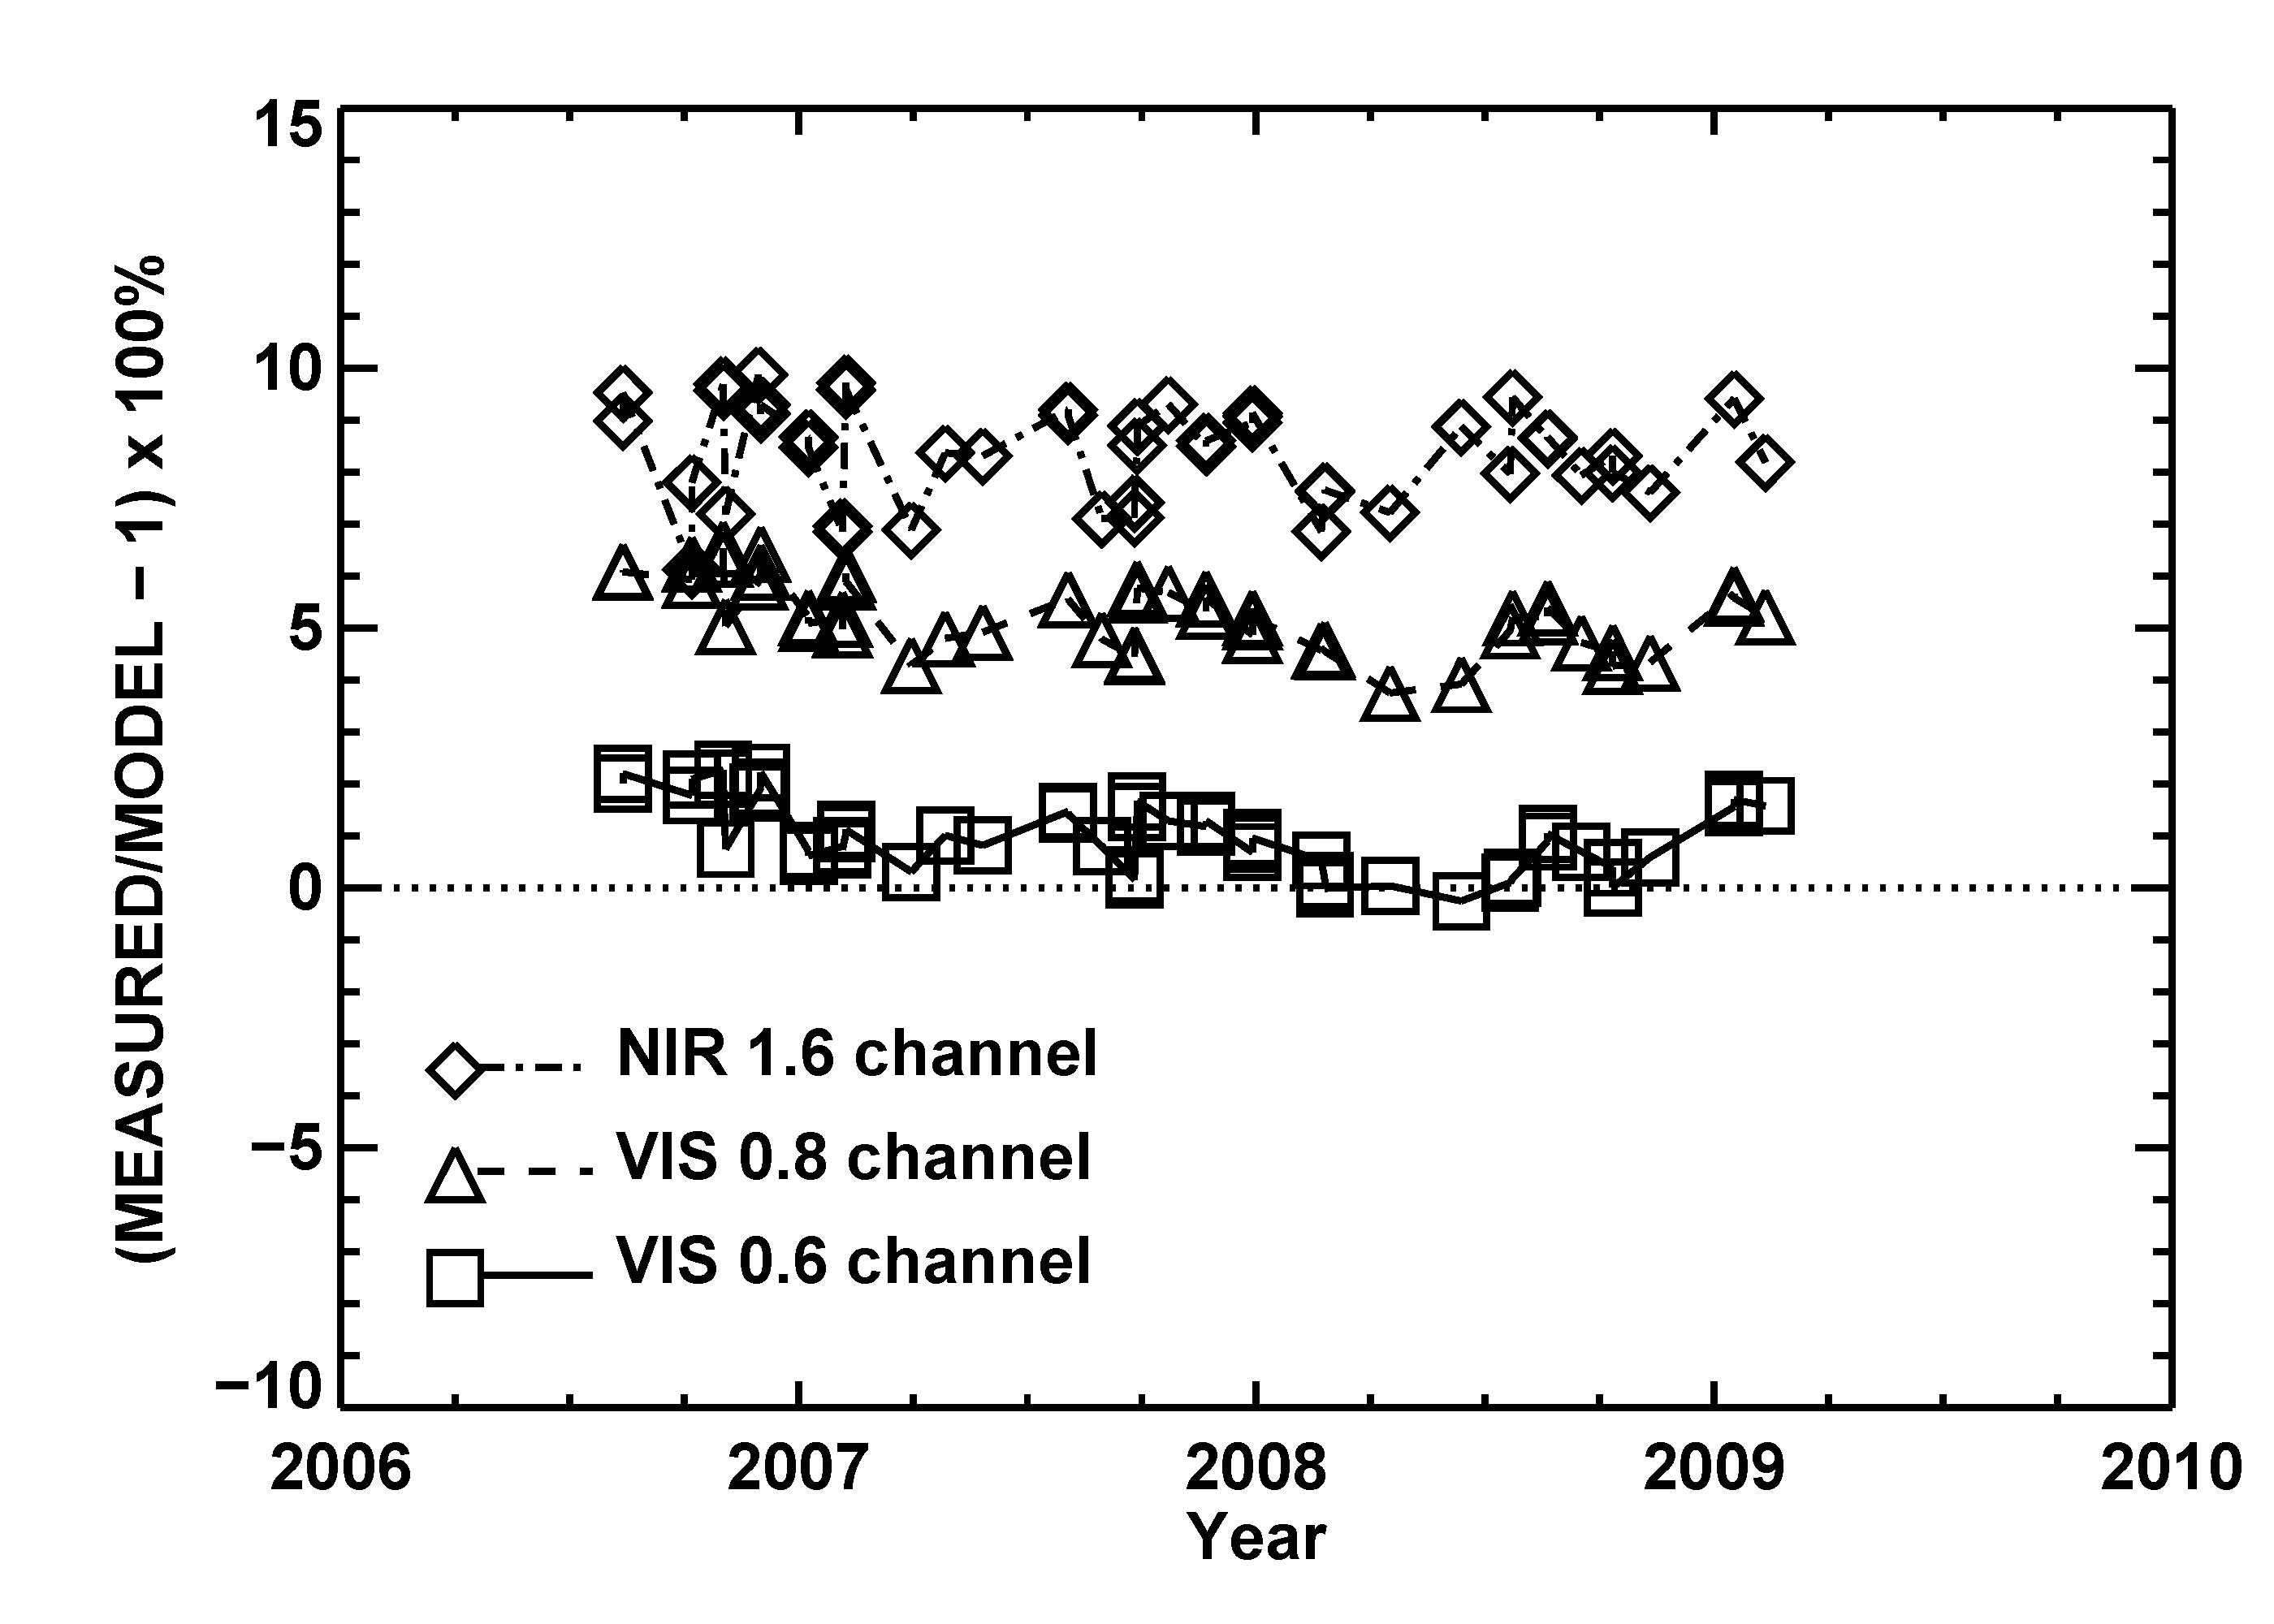 (MEASURED/MODEL − 1) x 100%
15
10
5
0
−5
−10
NIR 1.6 channel
VIS 0.8 channel
VIS 0.6 channel
2006 2007 2008 2009 2010
Year